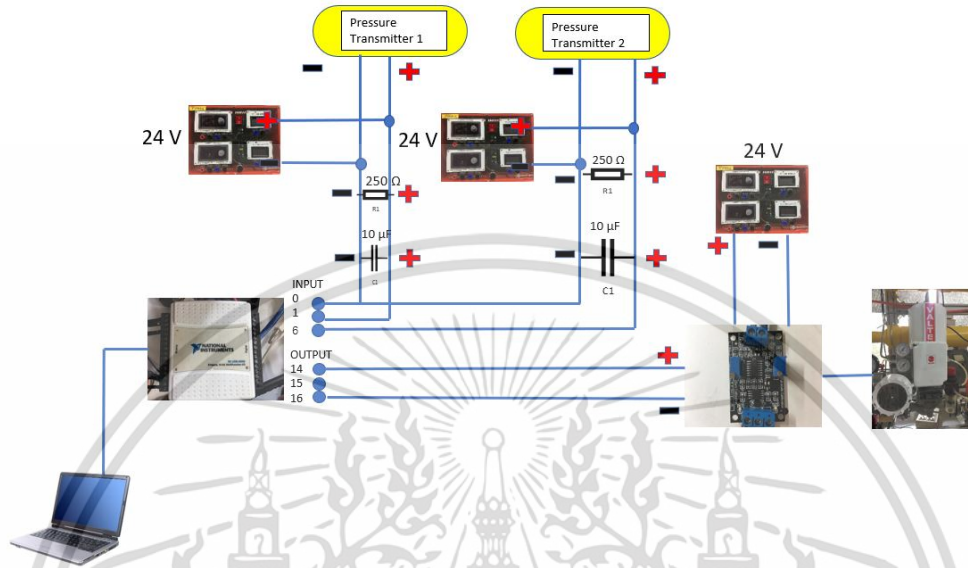 Pressure
Transmitter 1
Pressure
Transmitter 2
24 V
24 V
24 V
250 Ω
R1
250 Ω
R1
10 µF
C1
10 µF
C1
INPUT
0
1
6
OUTPUT
14
15
16
NATIONAL
INSTRUMENTS